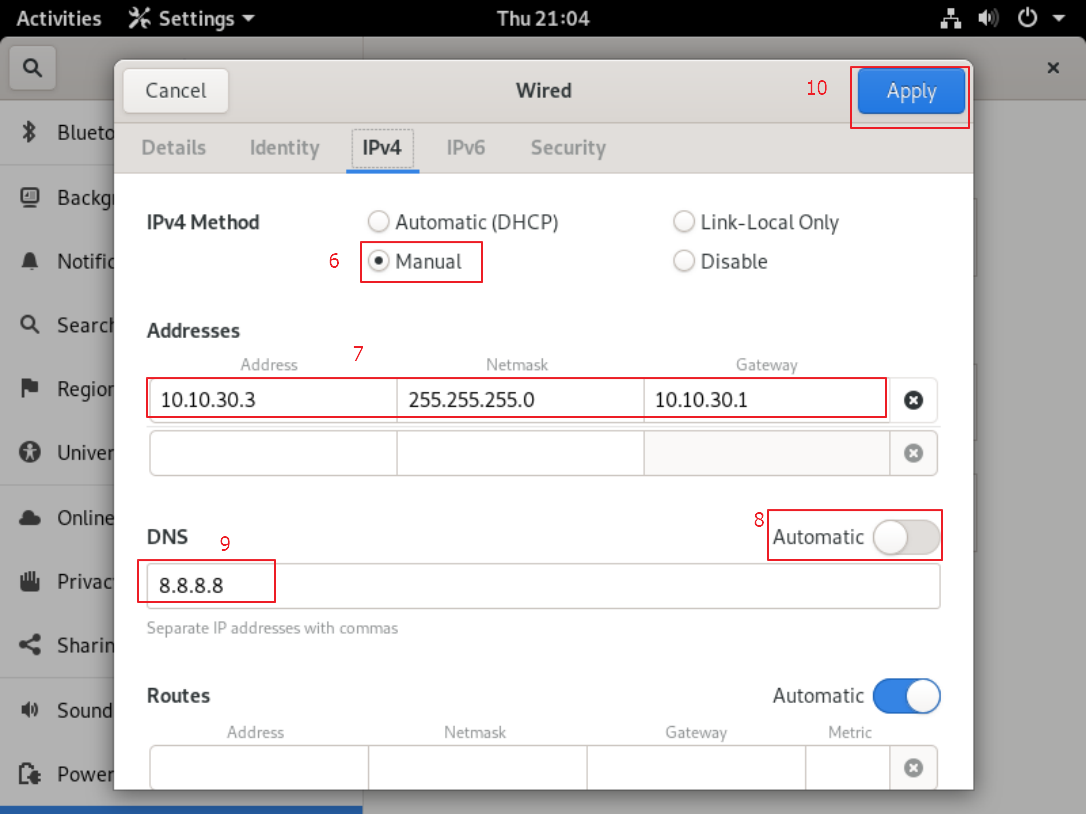 Activities Settings Thu 21:04
Cancel Wired 10 Apply
Details Identity IPv4 IPv6 Security
Blueto
Backg
Notific
Search
Region
Univer
Online
Privac
Sharin
Sound
Power
IPv4 Method Automatic (DHCP) Link-Local Only
6 Manual Disable
Addresses
7
Address Netmask Gateway
10.10.30.3 255.255.255.0 10.10.30.1
8
DNS 9 Automatic
8.8.8.8
Separate IP addresses with commas
Routes Automatic
Address Netmask Gateway Metric